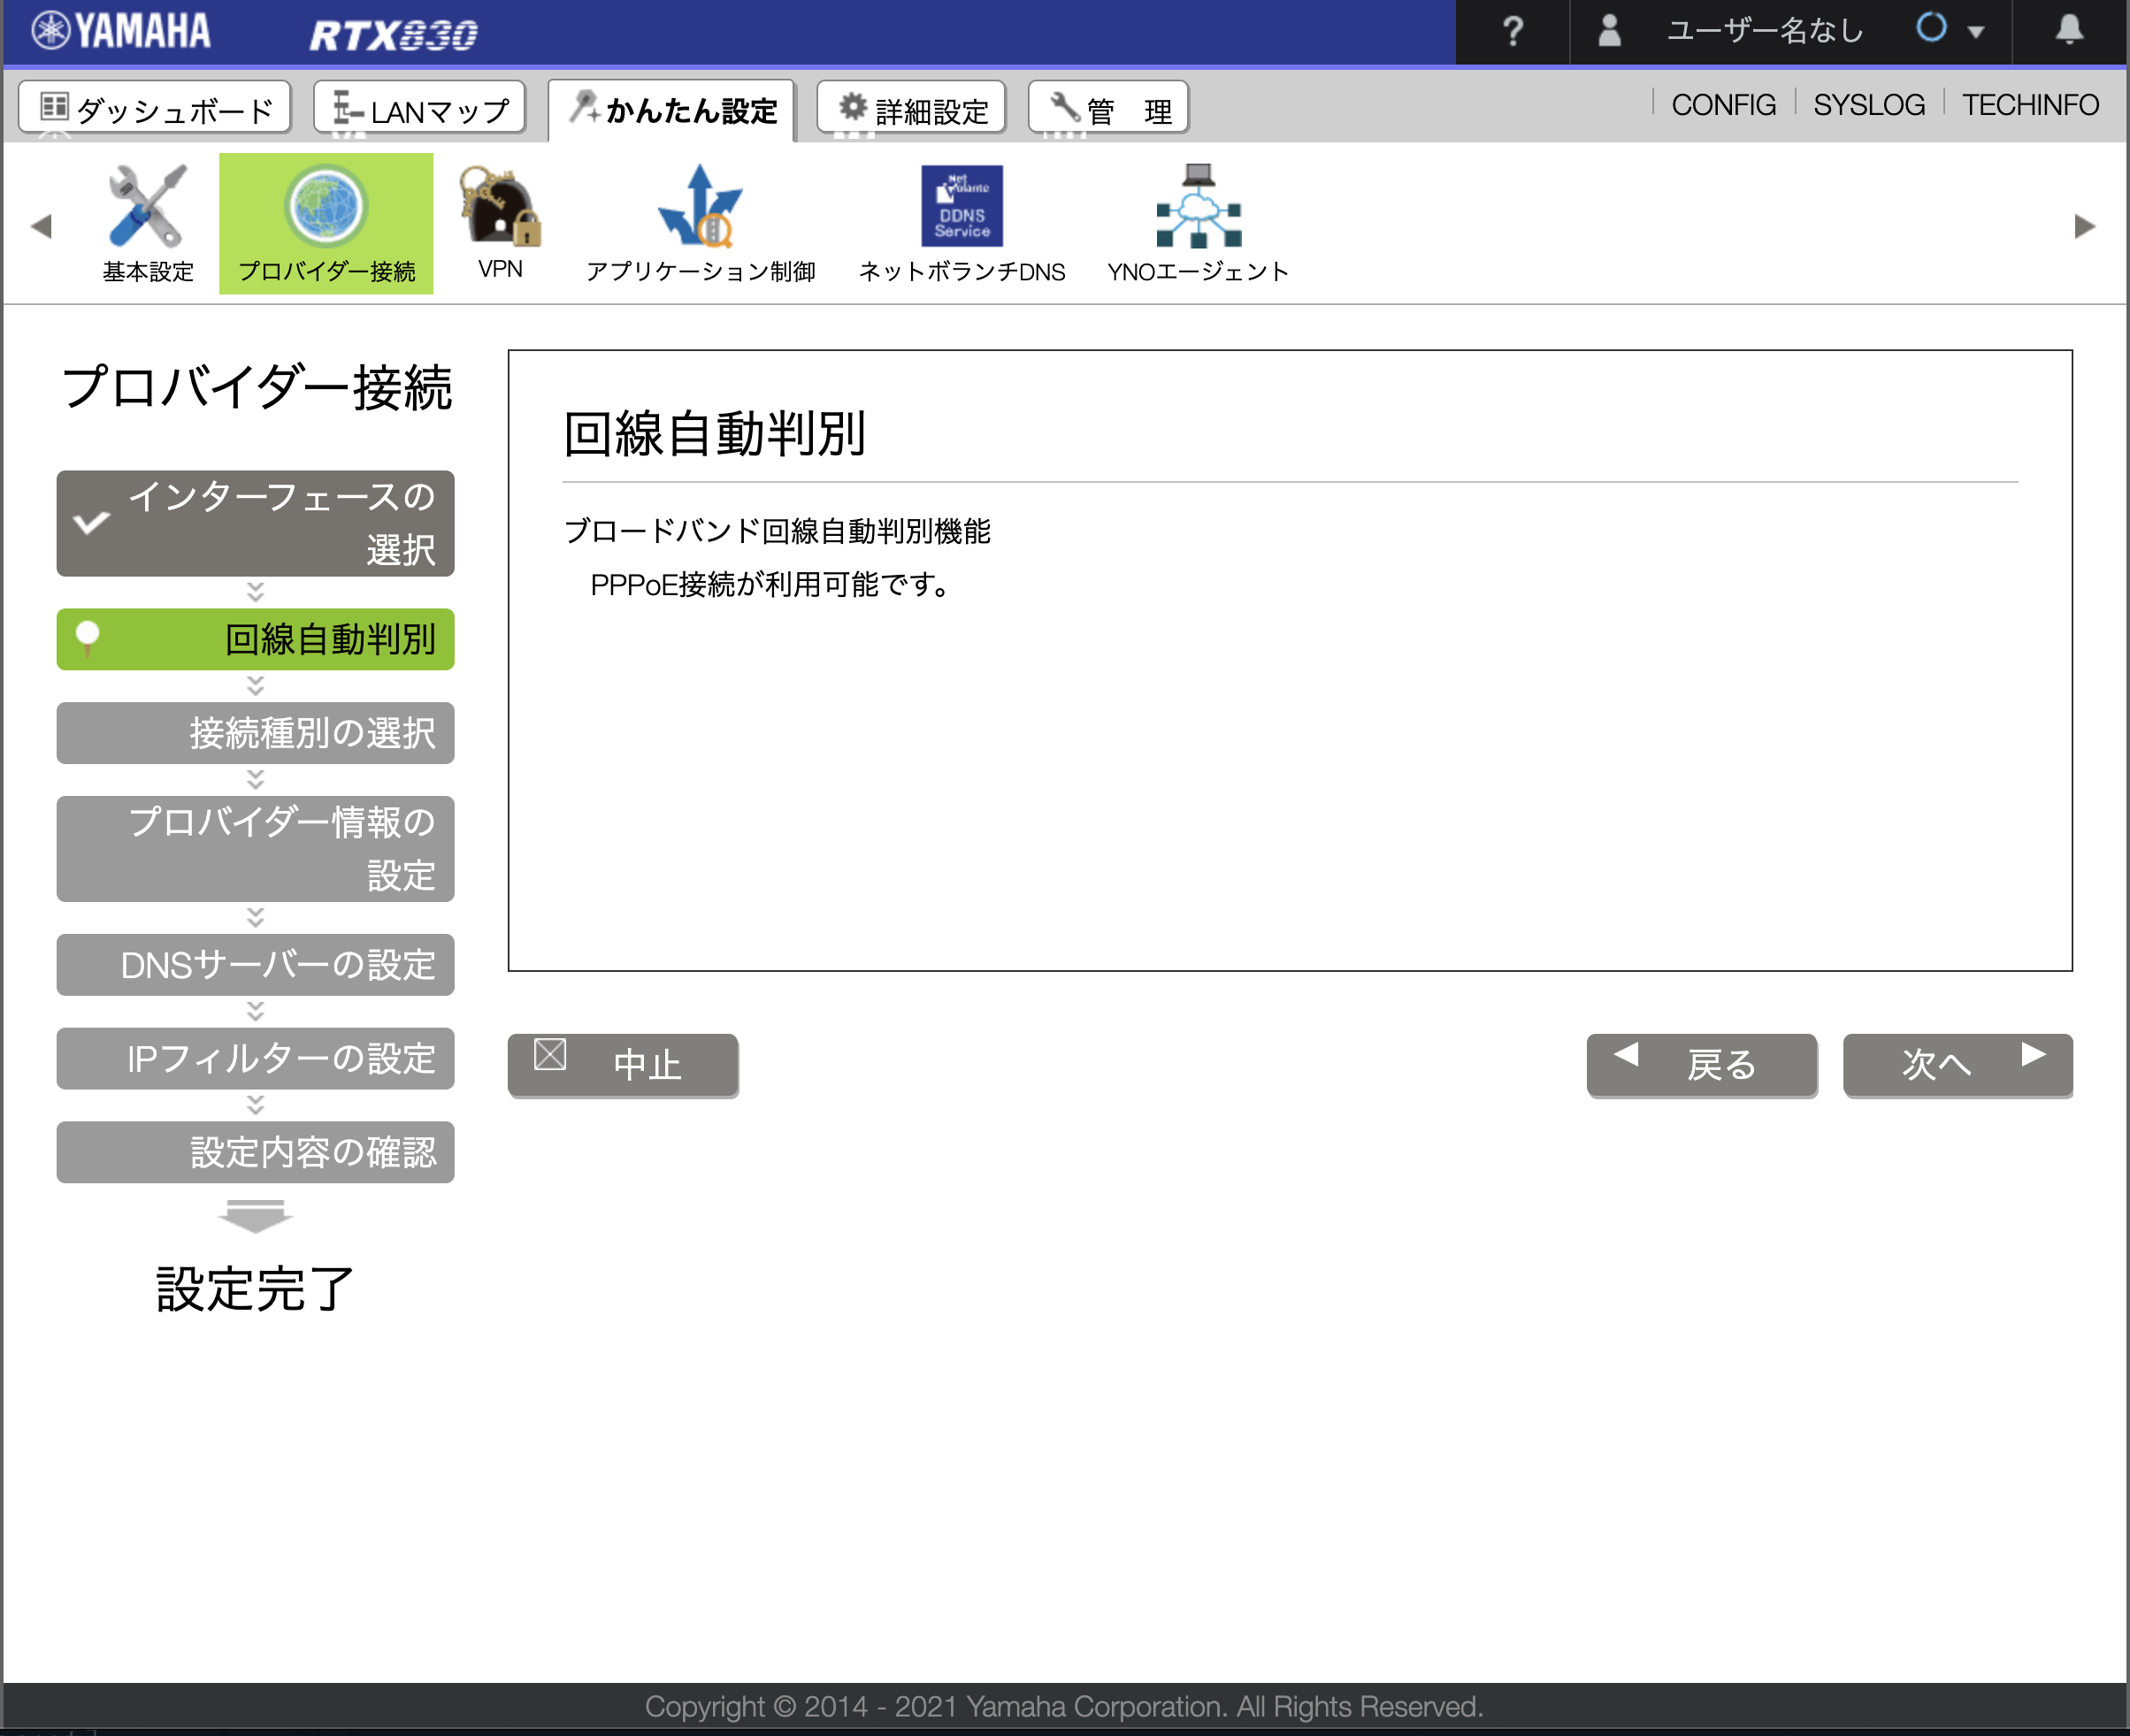 YAMAHA RTX830 ? ユーザー名なし
ダッシュボード LANマップ かんたん設定 詳細設定 管　理 CONFIG SYSLOG TECHINFO
Net Volante DDNS Service
基本設定 プロバイダー接続 VPN アプリケーション制御 ネットボランチDNS YNOエージェント
プロバイダー接続
インターフェースの
選択
回線自動判別
接続種別の選択
プロバイダー情報の
設定
DNSサーバーの設定
IPフィルターの設定
設定内容の確認
設定完了
回線自動判別
ブロードバンド回線自動判別機能
PPPoE接続が利用可能です。
中止 戻る 次へ
Copyright © 2014 - 2021 Yamaha Corporation. All Rights Reserved.